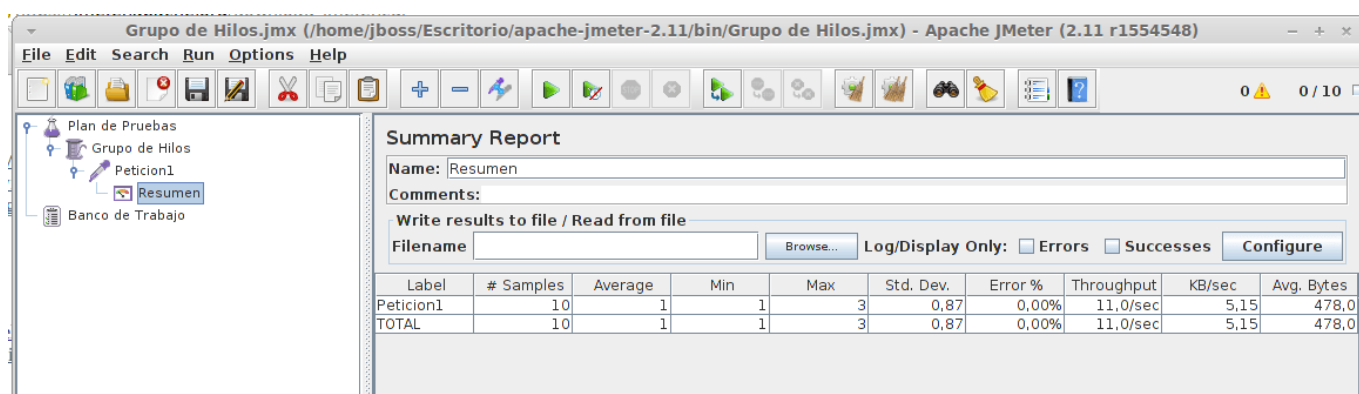 Grupo de Hilos.jmx (/home/jboss/Escritorio/apache-jmeter-2.11/bin/Grupo de Hilos.jmx) - Apache JMeter (2.11 r1554548)
File Edit Search Run Options Help
0 0 / 10
Plan de Pruebas
Grupo de Hilos
Peticion1
Resumen
Banco de Trabajo
Summary Report
Name: Resumen
Comments:
Write results to file / Read from file
Filename Browse... Log/Display Only: Errors Successes Configure
Label # Samples Average Min Max Std. Dev. Error % Throughput KB/sec Avg. Bytes
Peticion1 10 1 1 3 0,87 0,00% 11,0/sec 5,15 478,0
TOTAL 10 1 1 3 0,87 0,00% 11,0/sec 5,15 478,0